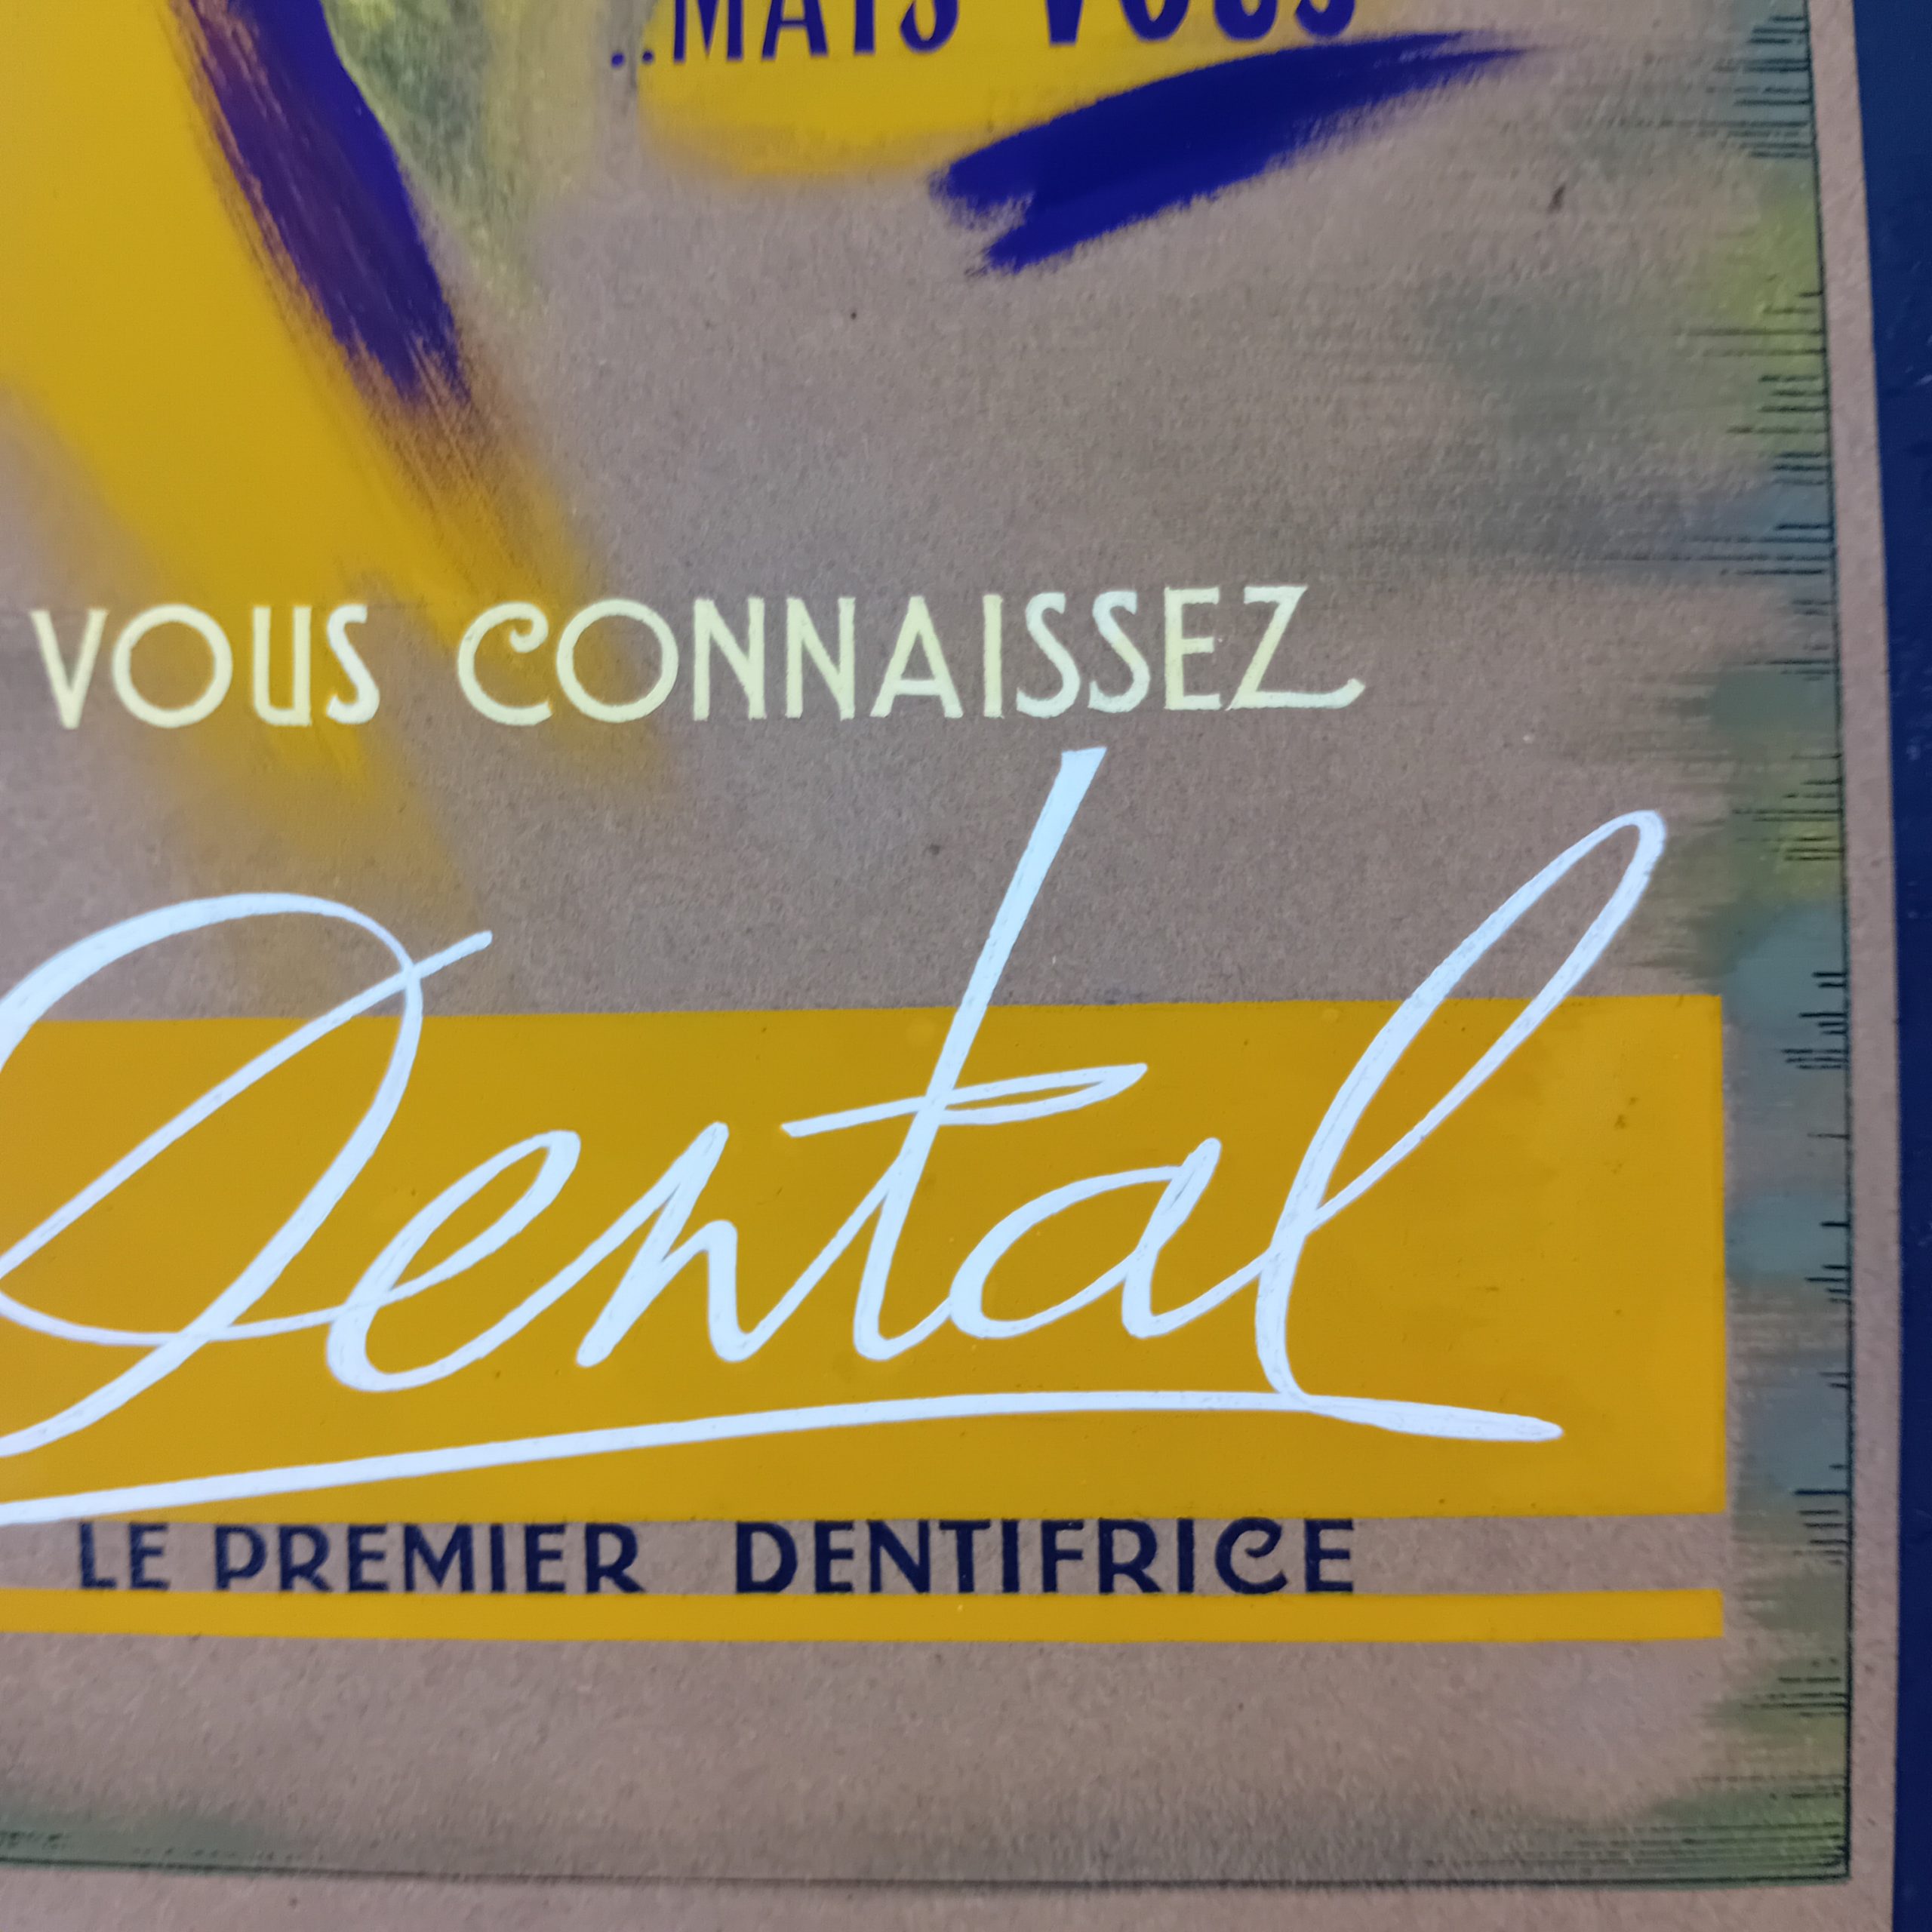 ..MAIS VOUS
VOUS CONNAISSEZ
Dental
LE PREMIER DENTIFRICE